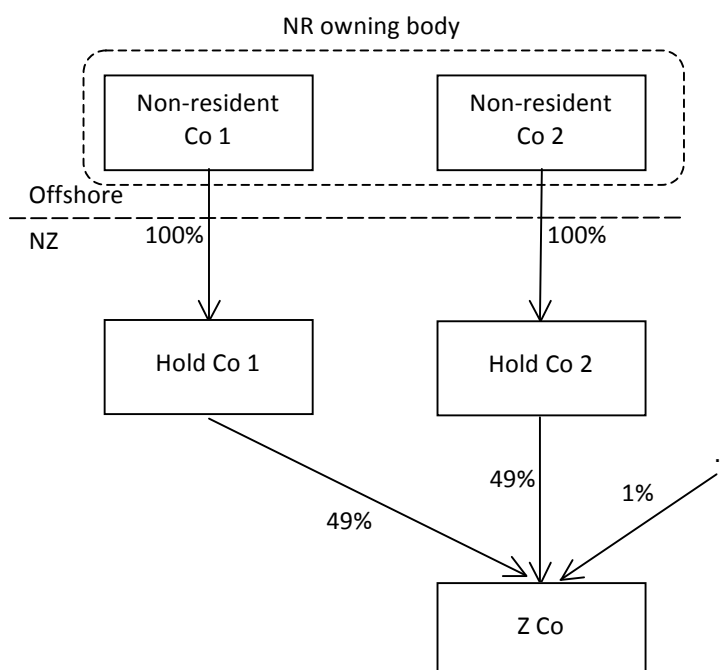 NR owning body
Non-resident
Co 1
Non-resident
Co 2
Offshore
NZ
100%
100%
Hold Co 1
Hold Co 2
49%
49%
1%
.
Z Co